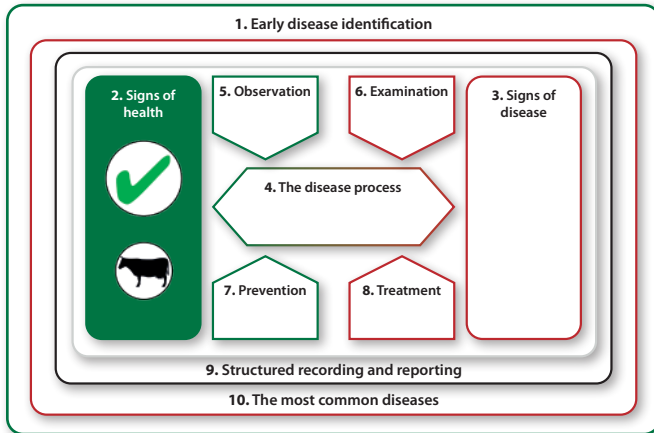 1. Early disease identification
2. Signs of
health
5. Observation
6. Examination
3. Signs of
disease
4. The disease process
7. Prevention
8. Treatment
9. Structured recording and reporting
10. The most common diseases